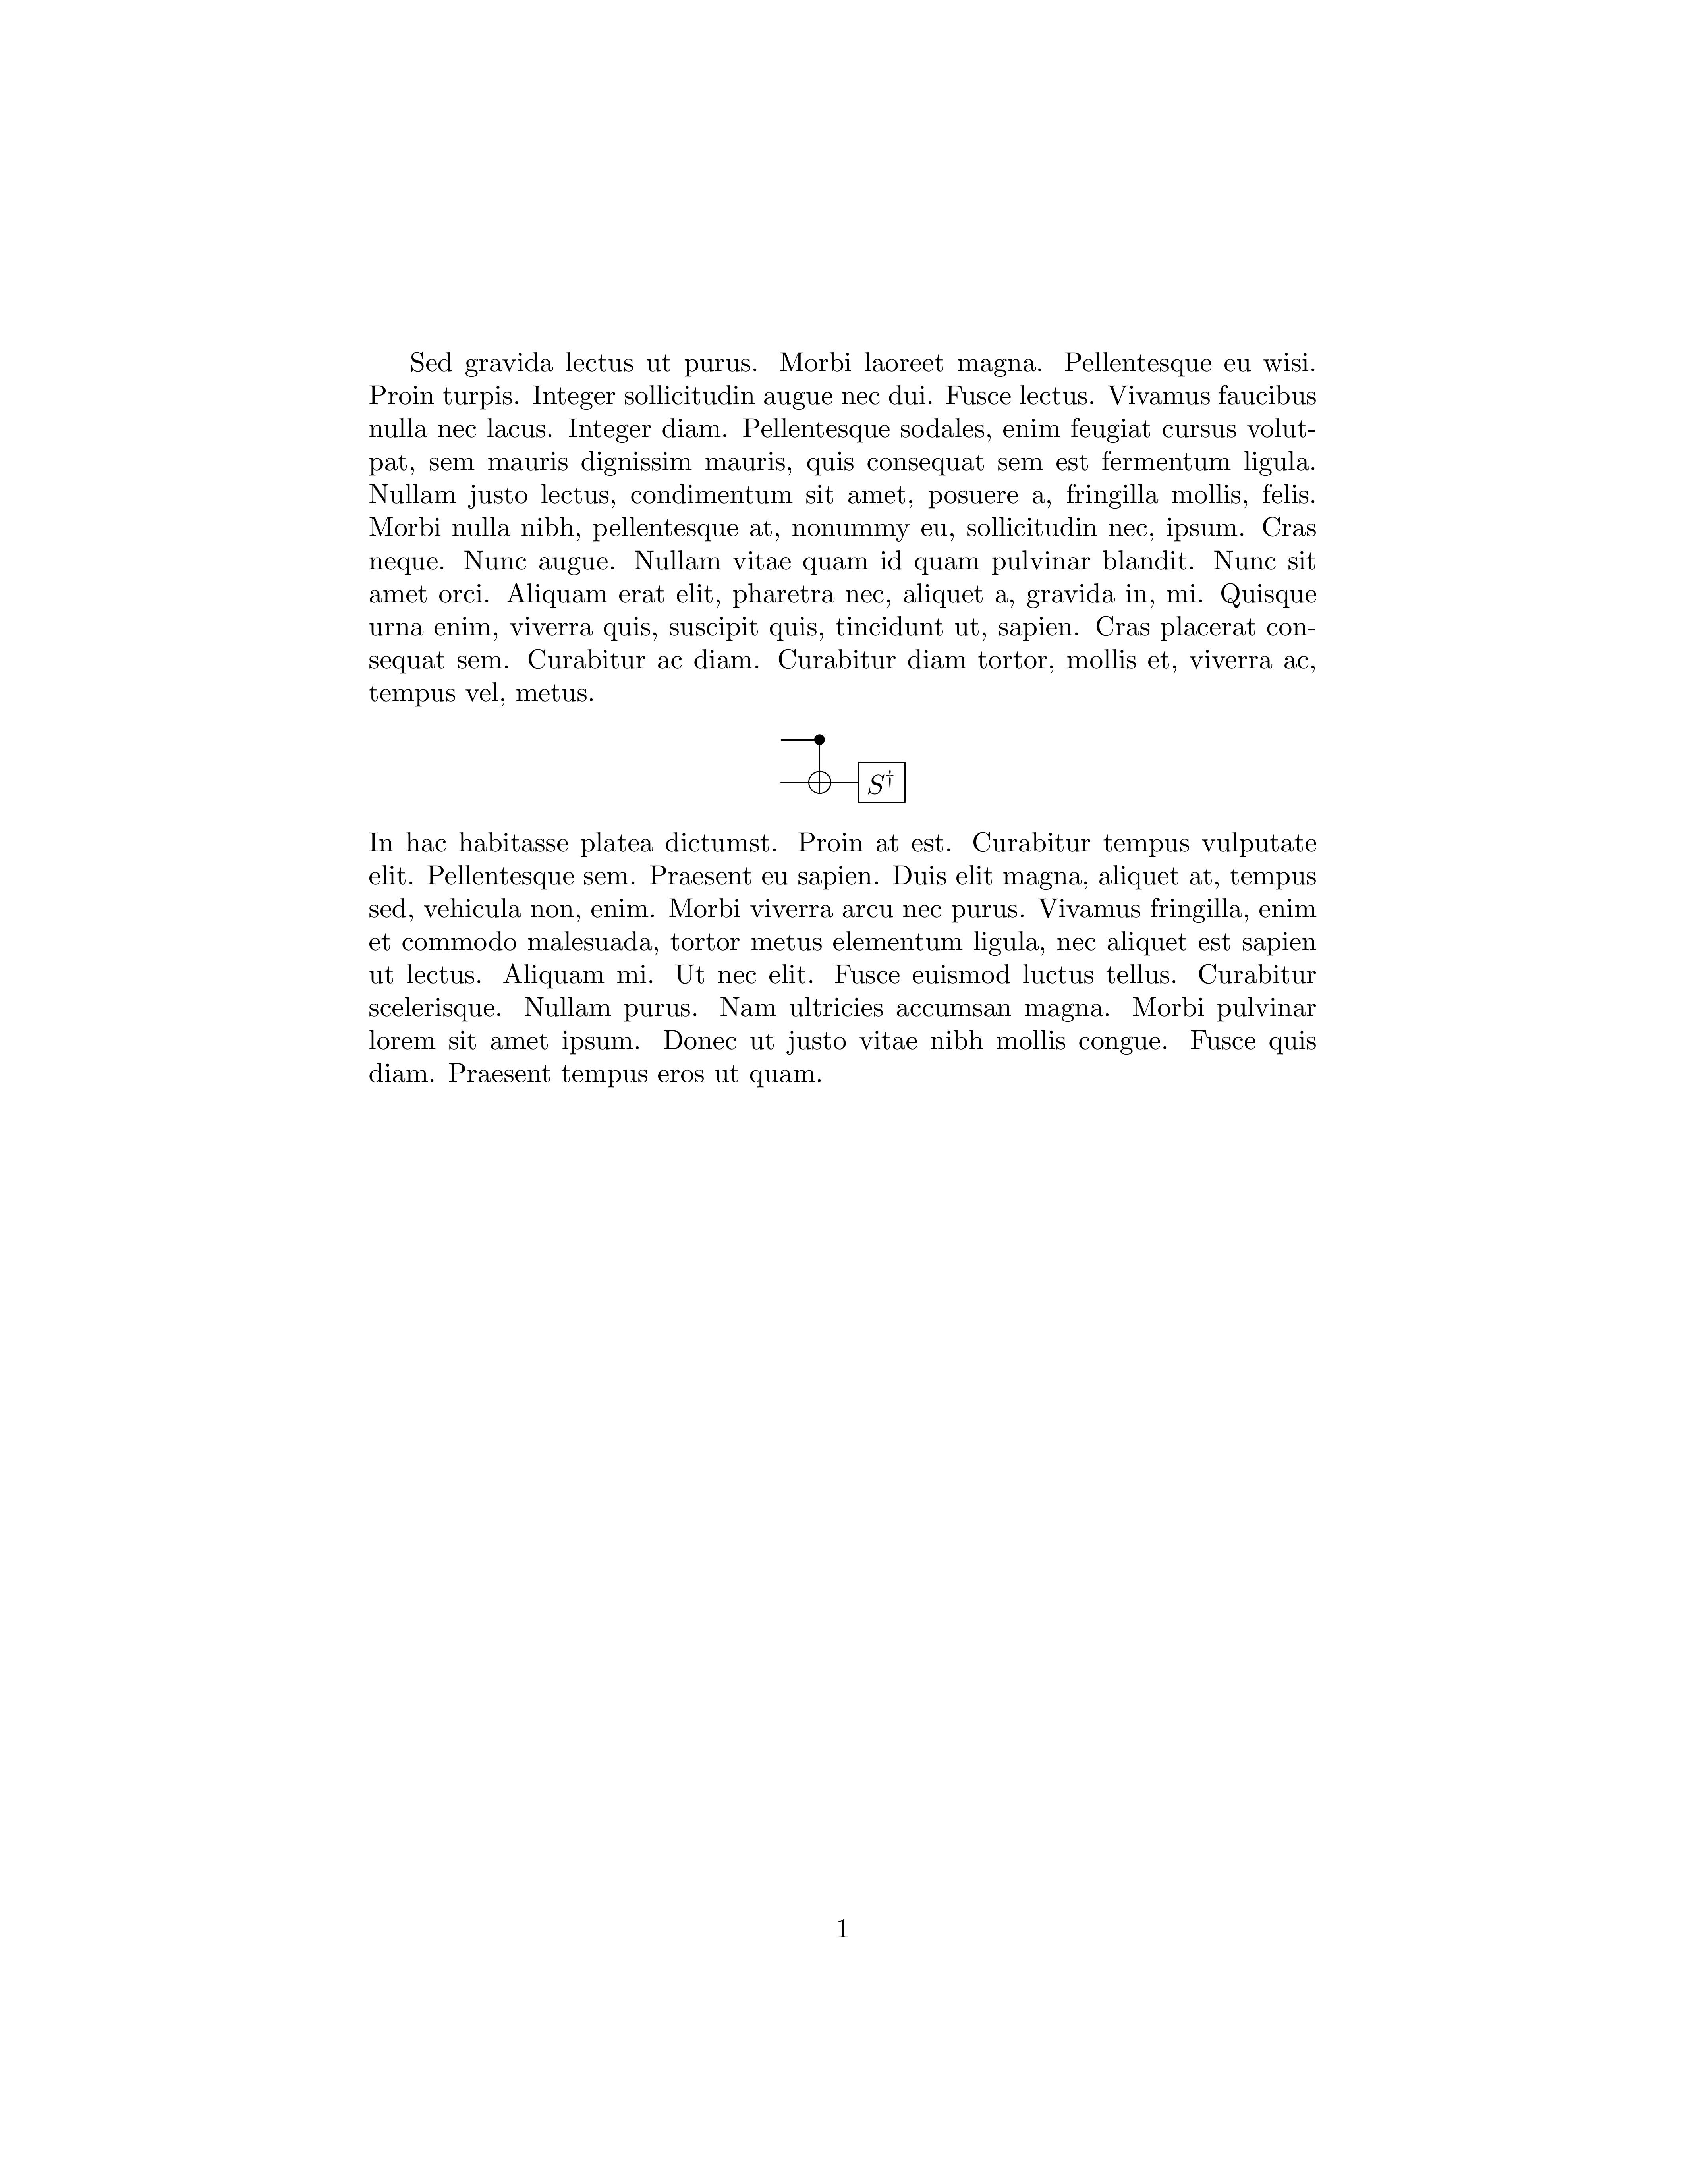 Sed gravida lectus ut purus. Morbi laoreet magna. Pellentesque eu wisi.
Proin turpis. Integer sollicitudin augue nec dui. Fusce lectus. Vivamus faucibus
nulla nec lacus. Integer diam. Pellentesque sodales, enim feugiat cursus volut-
pat, sem mauris dignissim mauris, quis consequat sem est fermentum ligula.
Nullam justo lectus, condimentum sit amet, posuere a, fringilla mollis, felis.
Morbi nulla nibh, pellentesque at, nonummy eu, sollicitudin nec, ipsum. Cras
neque. Nunc augue. Nullam vitae quam id quam pulvinar blandit. Nunc sit
amet orci. Aliquam erat elit, pharetra nec, aliquet a, gravida in, mi. Quisque
urna enim, viverra quis, suscipit quis, tincidunt ut, sapien. Cras placerat con-
sequat sem. Curabitur ac diam. Curabitur diam tortor, mollis et, viverra ac,
tempus vel, metus.
S†
In hac habitasse platea dictumst. Proin at est. Curabitur tempus vulputate
elit. Pellentesque sem. Praesent eu sapien. Duis elit magna, aliquet at, tempus
sed, vehicula non, enim. Morbi viverra arcu nec purus. Vivamus fringilla, enim
et commodo malesuada, tortor metus elementum ligula, nec aliquet est sapien
ut lectus. Aliquam mi. Ut nec elit. Fusce euismod luctus tellus. Curabitur
scelerisque. Nullam purus. Nam ultricies accumsan magna. Morbi pulvinar
lorem sit amet ipsum. Donec ut justo vitae nibh mollis congue. Fusce quis
diam. Praesent tempus eros ut quam.
1